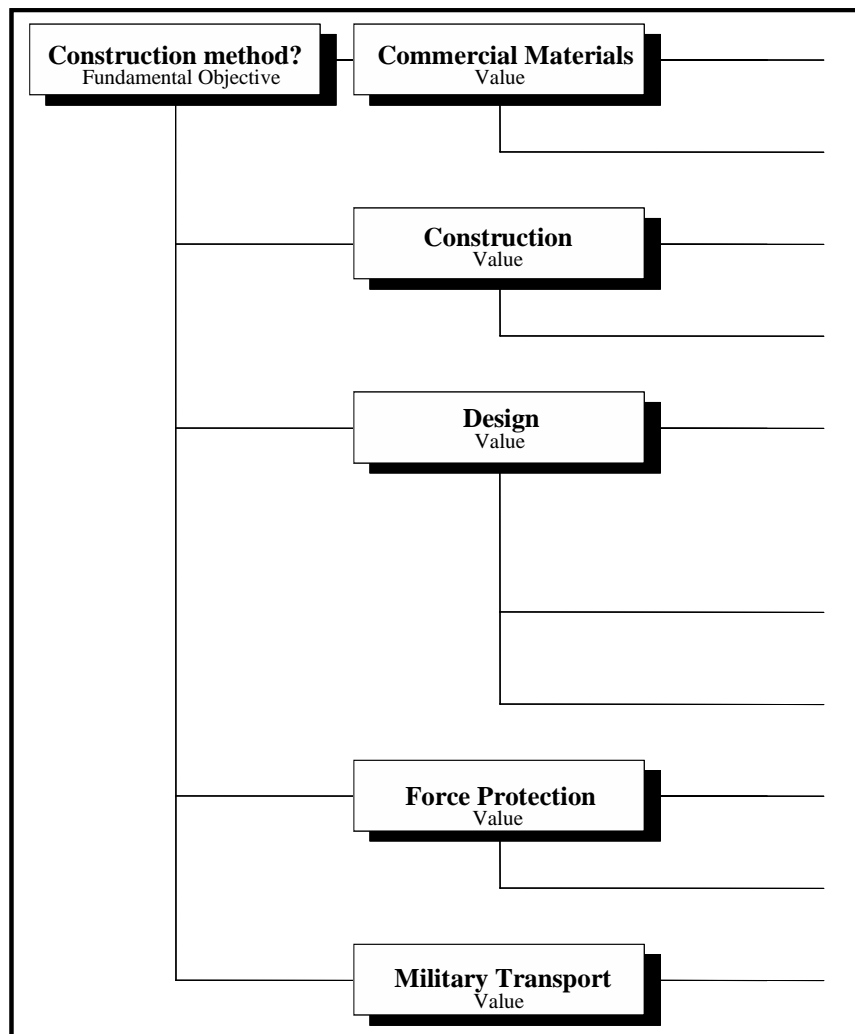 Construction method?
Fundamental Objective
Commercial Materials
Value
Construction
Value
Design
Value
Force Protection
Value
Military Transport
Value